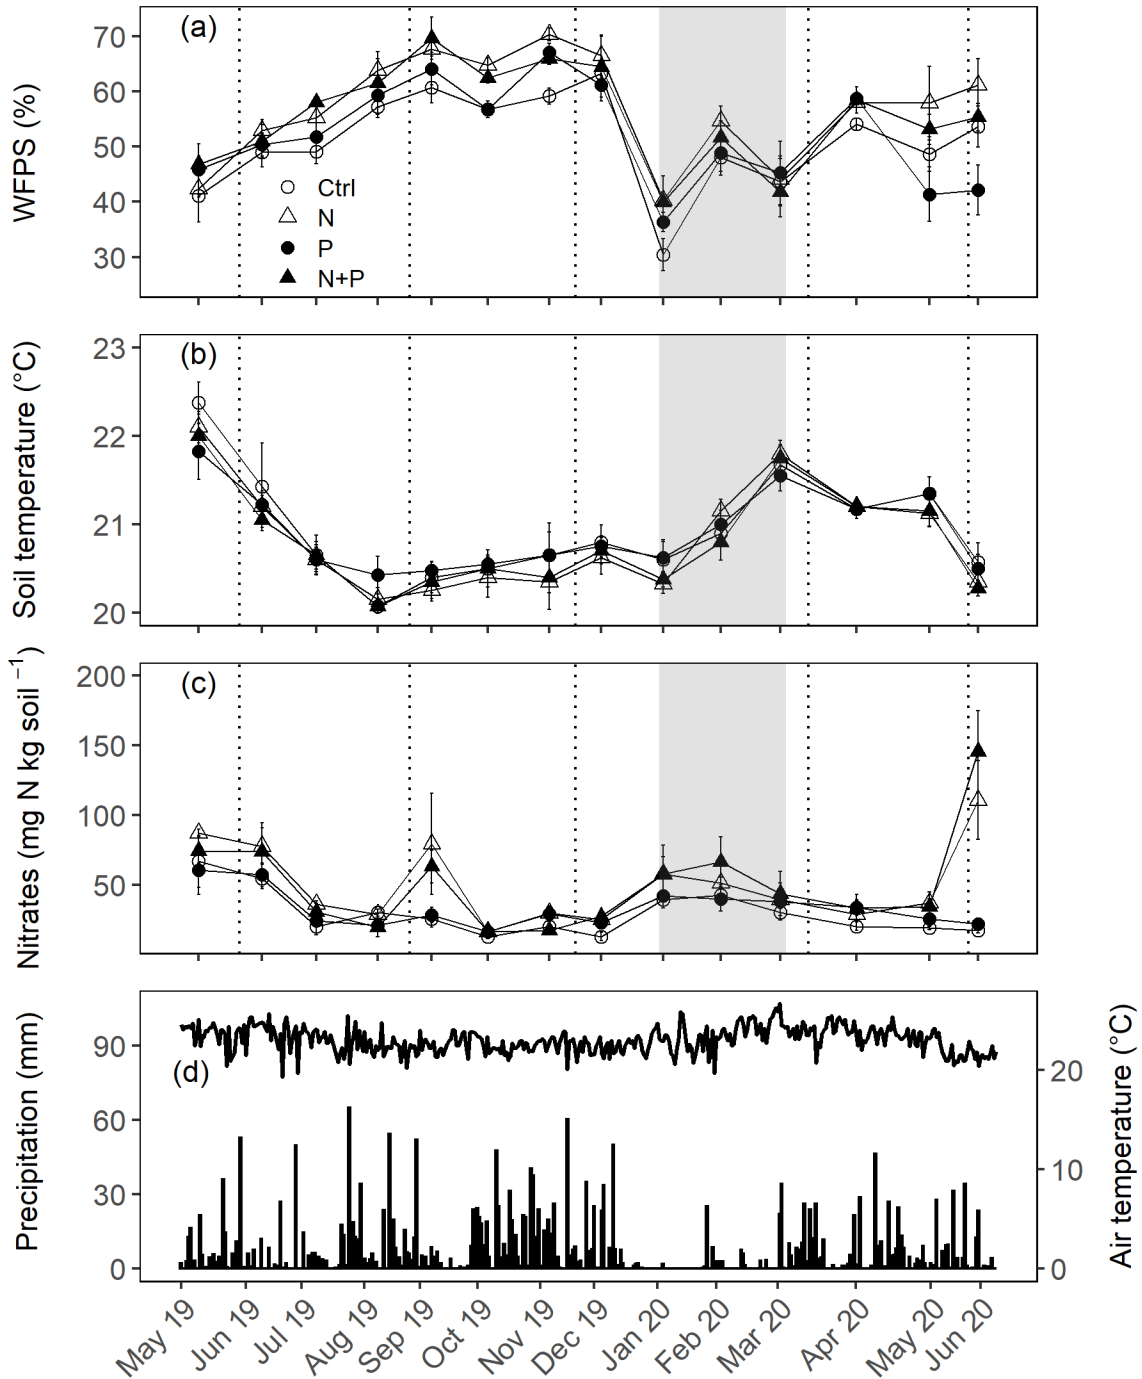 (a)
WFPS (%)
70
60
50
40
30
Ctrl
N
P
N+P
(b)
Soil temperature (°C)
23
22
21
20
(c)
Nitrates (mg N kg soil ⁻¹)
200
150
100
50
(d)
Precipitation (mm)
90
60
30
0
Air temperature (°C)
20
10
0
May 19
Jun 19
Jul 19
Aug 19
Sep 19
Oct 19
Nov 19
Dec 19
Jan 20
Feb 20
Mar 20
Apr 20
May 20
Jun 20